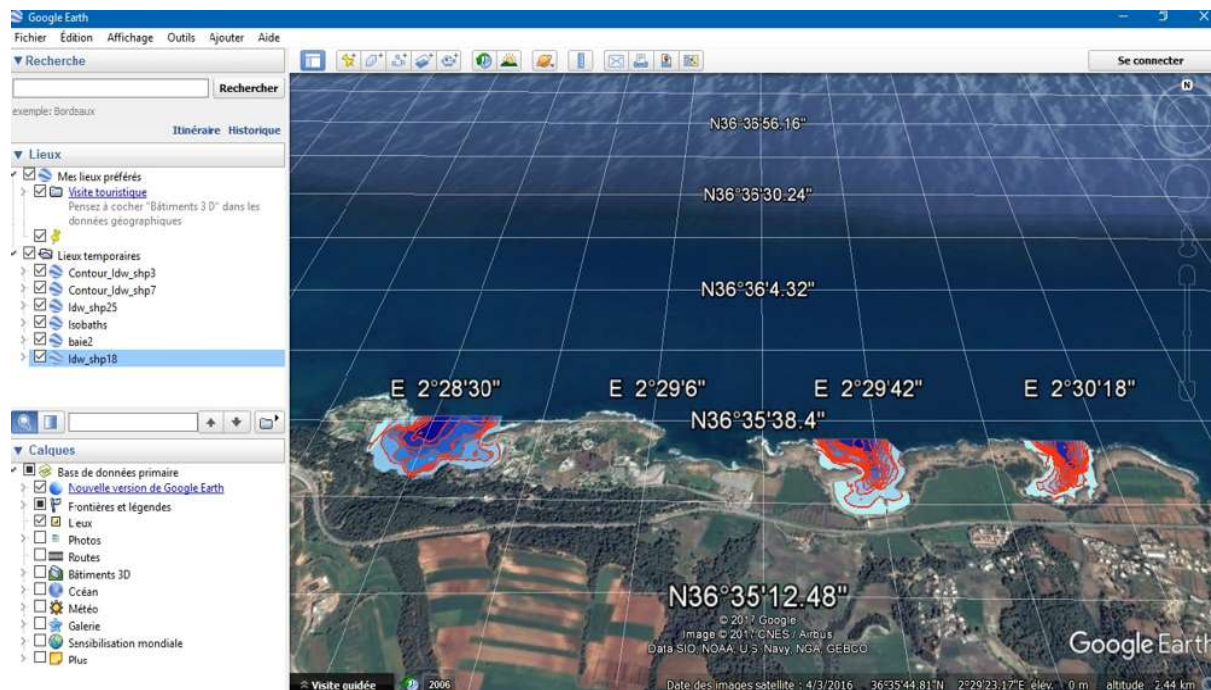 Google Earth
Fichier Édition Affichage Outils Ajouter Aide
Recherche
Rechercher
exemple: Bordeaux
Itinéraire Historique
Lieux
Mes lieux préférés
Visite touristique
Pensez à cocher "Bâtiments 3 D" dans les
données géographiques
Lieux temporaires
Contour_Idw_shp3
Contour_Idw_shp7
Idw_shp25
Isobaths
baie2
Idw_shp18
Calques
Base de données primaire
Nouvelle version de Google Earth
Frontières et légendes
Lieux
Photos
Routes
Bâtiments 3D
Océan
Météo
Galerie
Sensibilisation mondiale
Plus
Se connecter
N
N36°36'56.16"
N36°36'30.24"
N36°36'4.32"
E 2°28'30" E 2°29'6" E 2°29'42" E 2°30'18"
N36°35'38.4"
N36°35'12.48"
© 2017 Google
Image © 2017 CNES / Airbus
Data SIO, NOAA, U.S. Navy, NGA, GEBCO
Google Earth
Visite guidée 2006 Date des images satellite : 4/3/2016 36°35'44.81"N 2°29'23.17"E élév. 0 m altitude 2.44 km